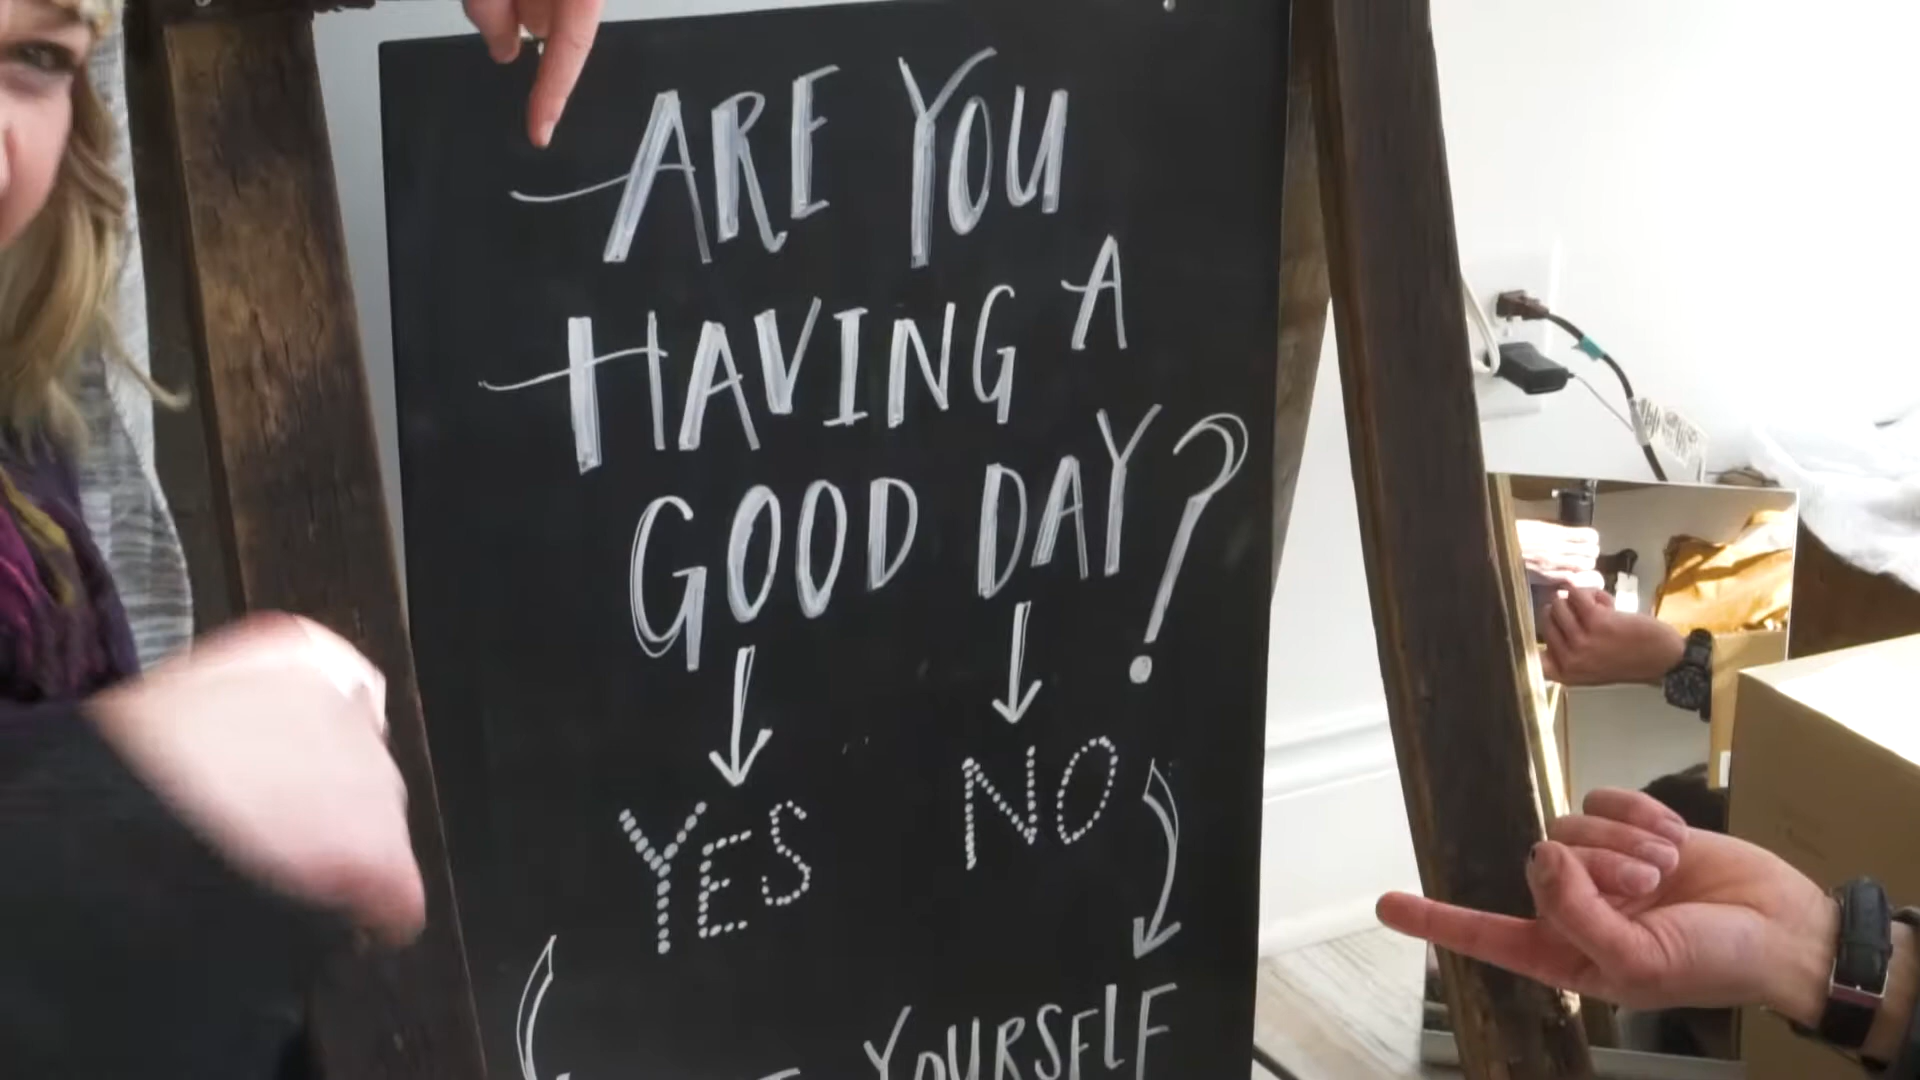 ARE YOU
HAVING A
GOOD DAY?
YES NO
YOURSELF